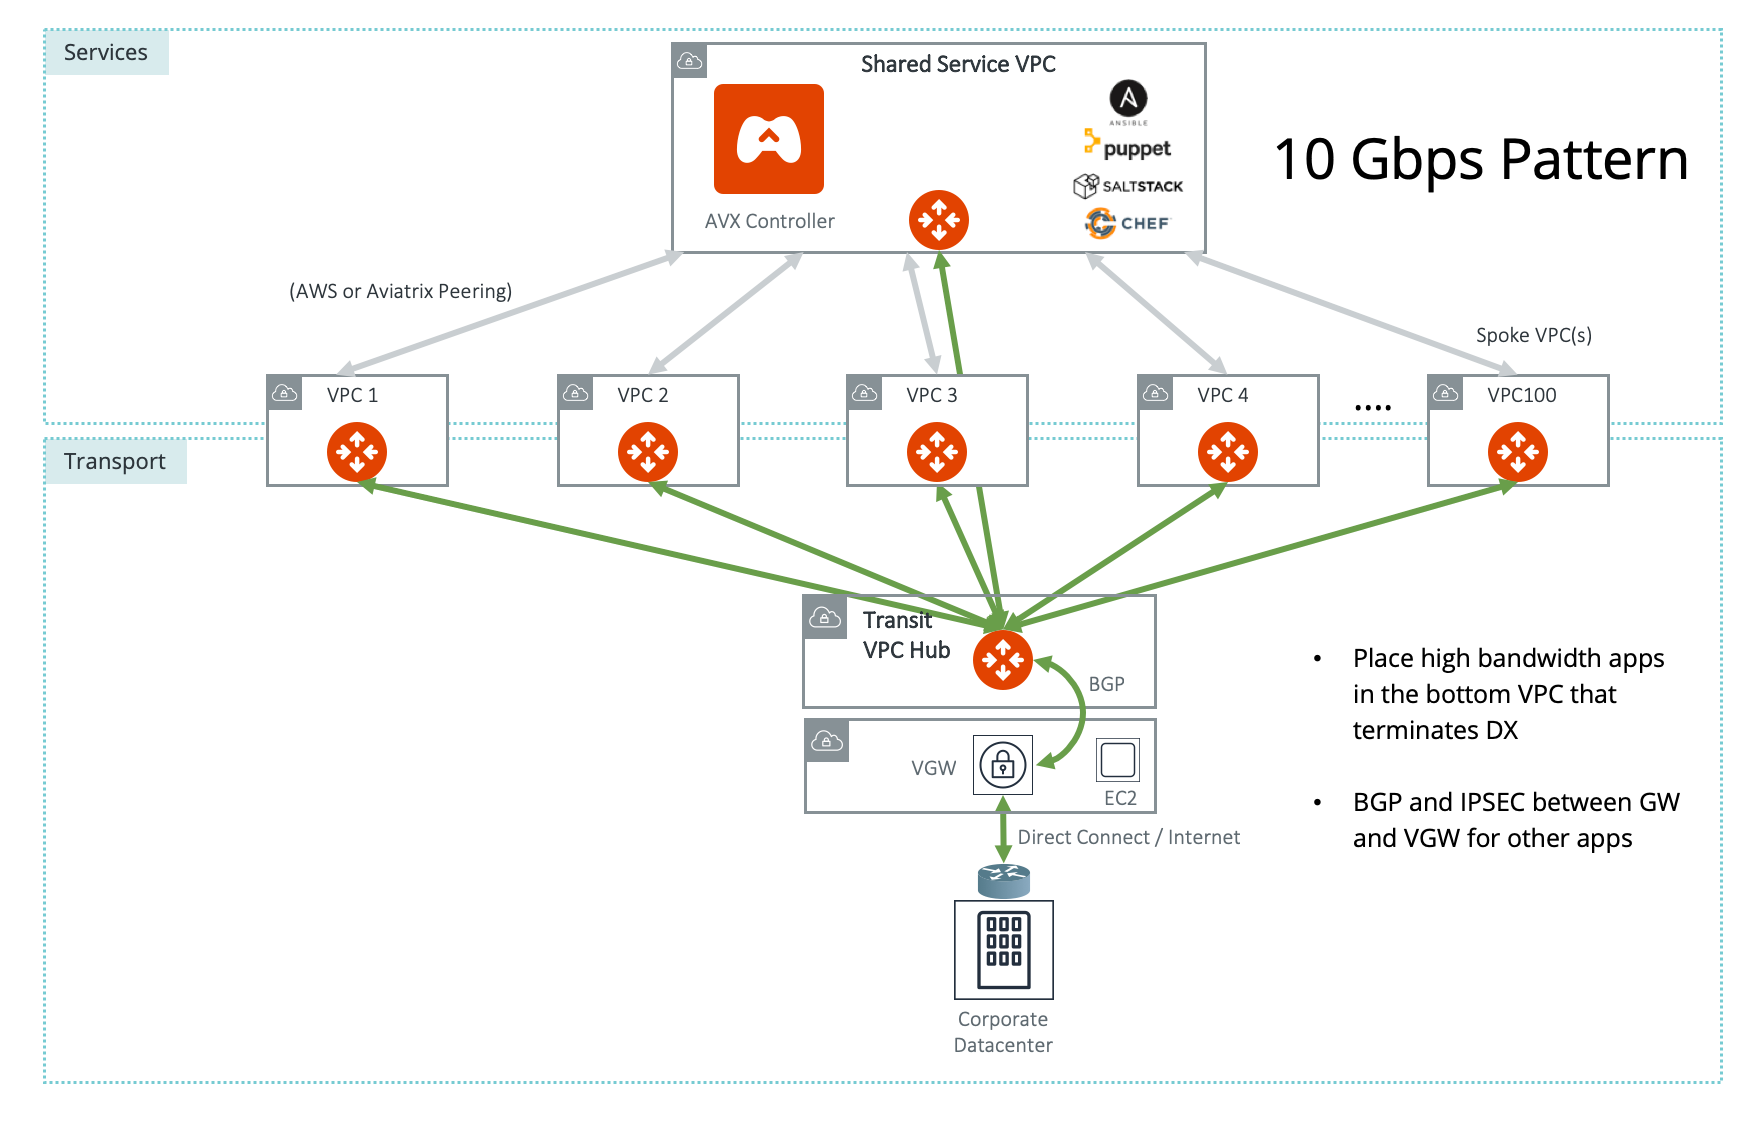 Services
Shared Service VPC
ANSIBLE
puppet
SALTSTACK
CHEF
AVX Controller
10 Gbps Pattern
(AWS or Aviatrix Peering)
Spoke VPC(s)
VPC 1
VPC 2
VPC 3
VPC 4
....
VPC100
Transport
Transit
VPC Hub
BGP
VGW
EC2
Direct Connect / Internet
Corporate
Datacenter
• Place high bandwidth apps
in the bottom VPC that
terminates DX
• BGP and IPSEC between GW
and VGW for other apps